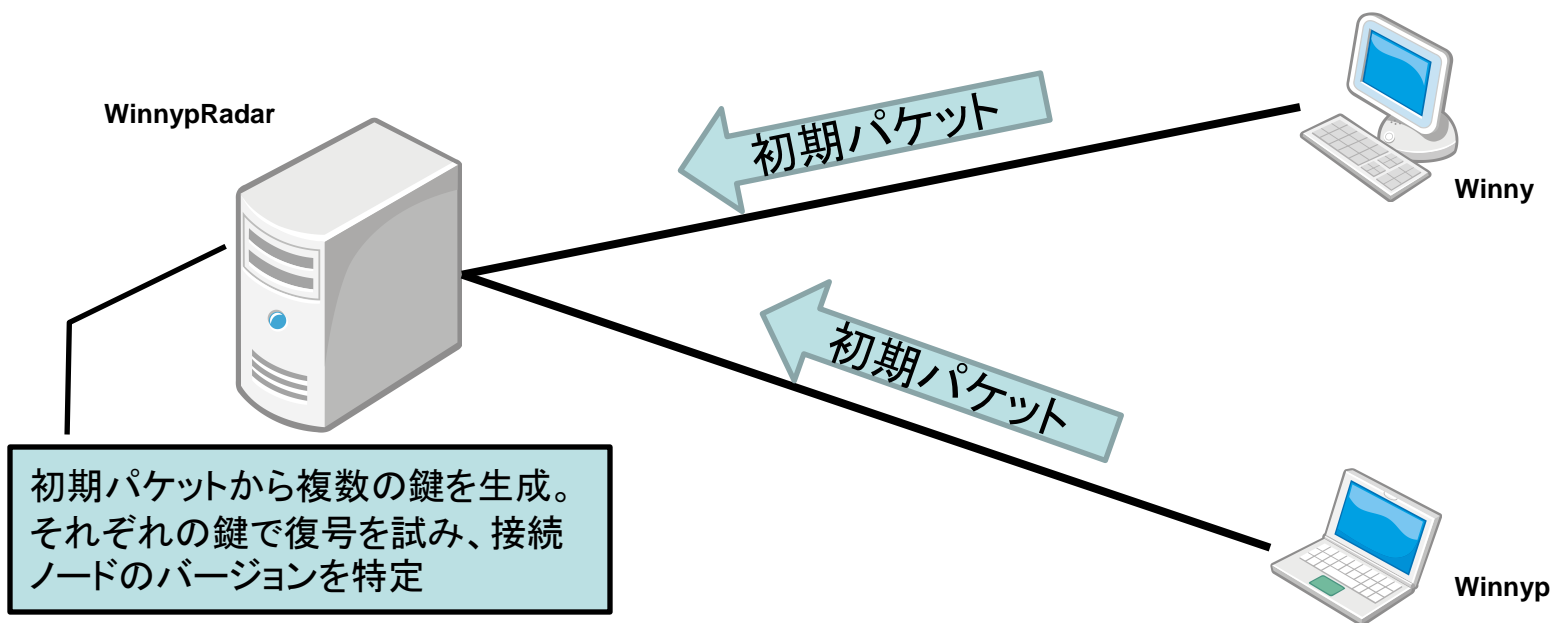 WinnypRadar
初期パケット
Winny
初期パケット
初期パケットから複数の鍵を生成。
それぞれの鍵で復号を試み、接続
ノードのバージョンを特定
Winnyp